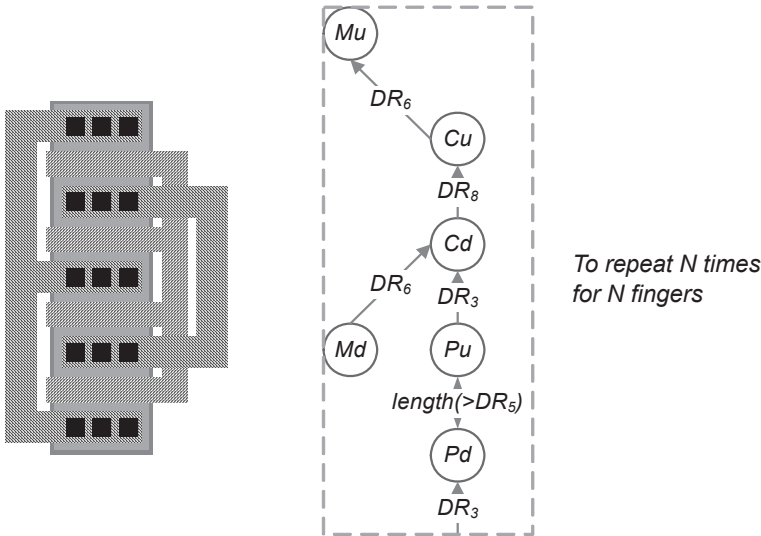 Mu
DR₆
Cu
DR₈
Cd
DR₆
DR₃
Md
Pu
length(>DR₅)
Pd
DR₃
To repeat N times
for N fingers